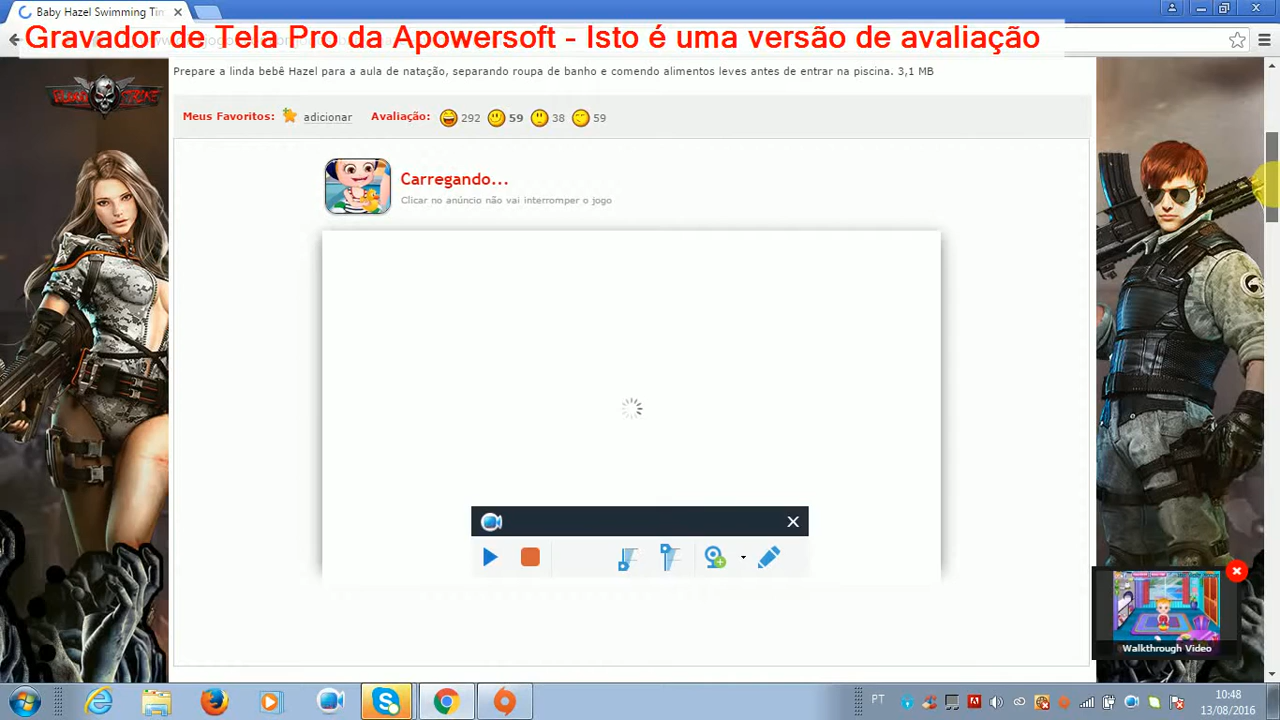 Baby Hazel Swimming Tim
Gravador de Tela Pro da Apowersoft - Isto é uma versão de avaliação
Prepare a linda bebê Hazel para a aula de natação, separando roupa de banho e comendo alimentos leves antes de entrar na piscina. 3,1 MB
Meus Favoritos: adicionar Avaliação: 292 59 38 59
Carregando...
Clicar no anúncio não vai interromper o jogo
Walkthrough Video
PT
10:48
13/08/2016